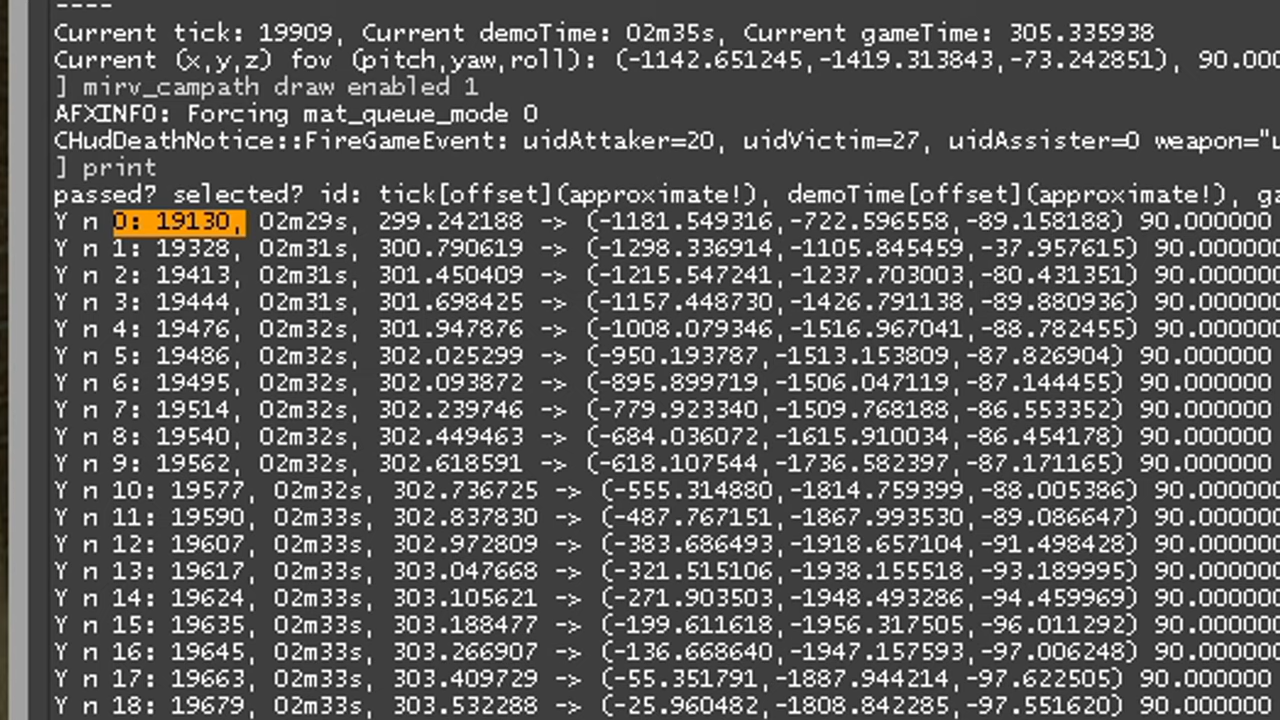 ----
Current tick: 19909, Current demoTime: 02m35s, Current gameTime: 305.335938
Current (x,y,z) fov (pitch,yaw,roll): (-1142.651245,-1419.313843,-73.242851), 90.000
] mirv_campath draw enabled 1
AFXINFO: Forcing mat_queue_mode 0
CHudDeathNotice::FireGameEvent: uidAttaker=20, uidVictim=27, uidAssister=0 weapon="u
] print
passed? selected? id: tick[offset](approximate!), demoTime[offset](approximate!), ga
Y n 0: 19130, 02m29s, 299.242188 -> (-1181.549316,-722.596558,-89.158188) 90.000000
Y n 1: 19328, 02m31s, 300.790619 -> (-1298.336914,-1105.845459,-37.957615) 90.000000
Y n 2: 19413, 02m31s, 301.450409 -> (-1215.547241,-1237.703003,-80.431351) 90.000000
Y n 3: 19444, 02m31s, 301.698425 -> (-1157.448730,-1426.791138,-89.880936) 90.000000
Y n 4: 19476, 02m31s, 301.947876 -> (-1008.079346,-1516.967041,-88.782455) 90.000000
Y n 5: 19486, 02m32s, 302.025299 -> (-950.193787,-1513.153809,-87.826904) 90.000000
Y n 6: 19495, 02m32s, 302.093872 -> (-895.899719,-1506.047119,-87.144455) 90.000000
Y n 7: 19514, 02m32s, 302.239746 -> (-779.923340,-1509.768188,-86.553352) 90.000000
Y n 8: 19540, 02m32s, 302.449463 -> (-684.036072,-1615.910034,-86.454178) 90.000000
Y n 9: 19562, 02m32s, 302.618591 -> (-618.107544,-1736.582397,-87.171165) 90.000000
Y n 10: 19577, 02m32s, 302.736725 -> (-555.314880,-1814.759399,-88.005386) 90.000000
Y n 11: 19590, 02m33s, 302.837830 -> (-487.767151,-1867.993530,-89.086647) 90.000000
Y n 12: 19607, 02m33s, 302.972809 -> (-383.686493,-1918.657104,-91.498428) 90.000000
Y n 13: 19617, 02m33s, 303.047668 -> (-321.515106,-1938.155518,-93.189995) 90.000000
Y n 14: 19624, 02m33s, 303.105621 -> (-271.903503,-1948.493286,-94.459969) 90.000000
Y n 15: 19635, 02m33s, 303.188477 -> (-199.611618,-1956.317505,-96.011292) 90.000000
Y n 16: 19645, 02m33s, 303.266907 -> (-136.668640,-1947.157593,-97.006248) 90.000000
Y n 17: 19663, 02m33s, 303.409729 -> (-55.351791,-1887.944214,-97.622505) 90.000000
Y n 18: 19679, 02m33s, 303.532288 -> (-25.960482,-1808.842285,-97.551620) 90.000000